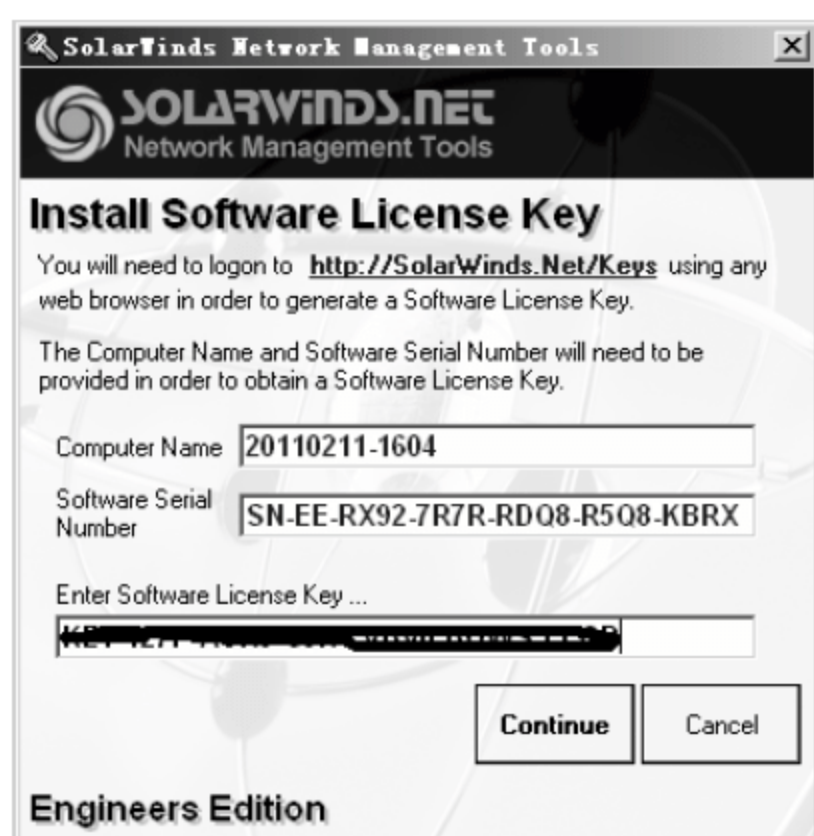 SolarWinds Network Management Tools
SOLARWINDS.NET
Network Management Tools
Install Software License Key
You will need to logon to http://SolarWinds.Net/Keys using any
web browser in order to generate a Software License Key.
The Computer Name and Software Serial Number will need to be
provided in order to obtain a Software License Key.
Computer Name 20110211-1604
Software Serial
Number SN-EE-RX92-7R7R-RDQ8-R5Q8-KBRX
Enter Software License Key ...
Continue Cancel
Engineers Edition